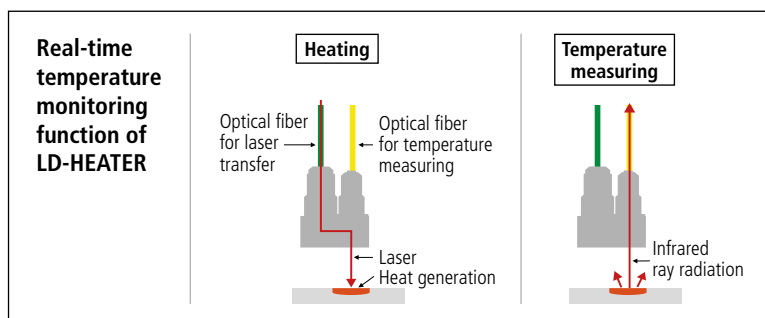 Real-time
temperature
monitoring
function of
LD-HEATER
Heating
Optical fiber
for laser
transfer
Optical fiber
for temperature
measuring
Laser
Heat generation
Temperature
measuring
Infrared
ray radiation